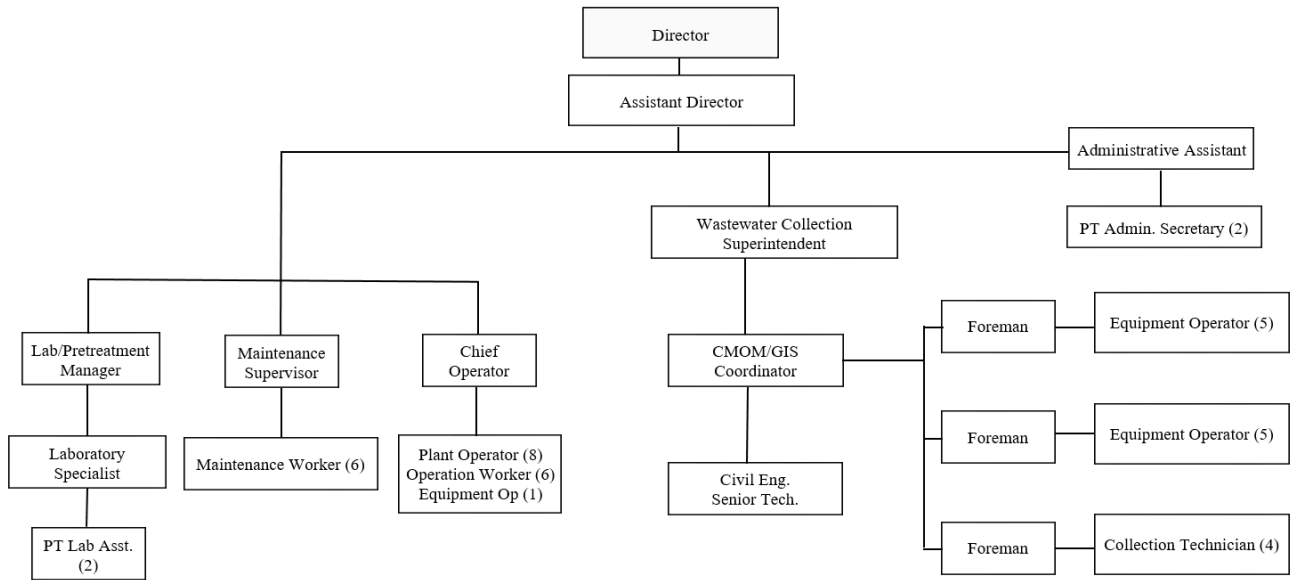 Director
Assistant Director
Administrative Assistant
PT Admin. Secretary (2)
Wastewater Collection
Superintendent
Lab/Pretreatment
Manager
Maintenance
Supervisor
Chief
Operator
CMOM/GIS
Coordinator
Foreman
Equipment Operator (5)
Laboratory
Specialist
Maintenance Worker (6)
Plant Operator (8)
Operation Worker (6)
Equipment Op (1)
Foreman
Equipment Operator (5)
Civil Eng.
Senior Tech.
PT Lab Asst.
(2)
Foreman
Collection Technician (4)